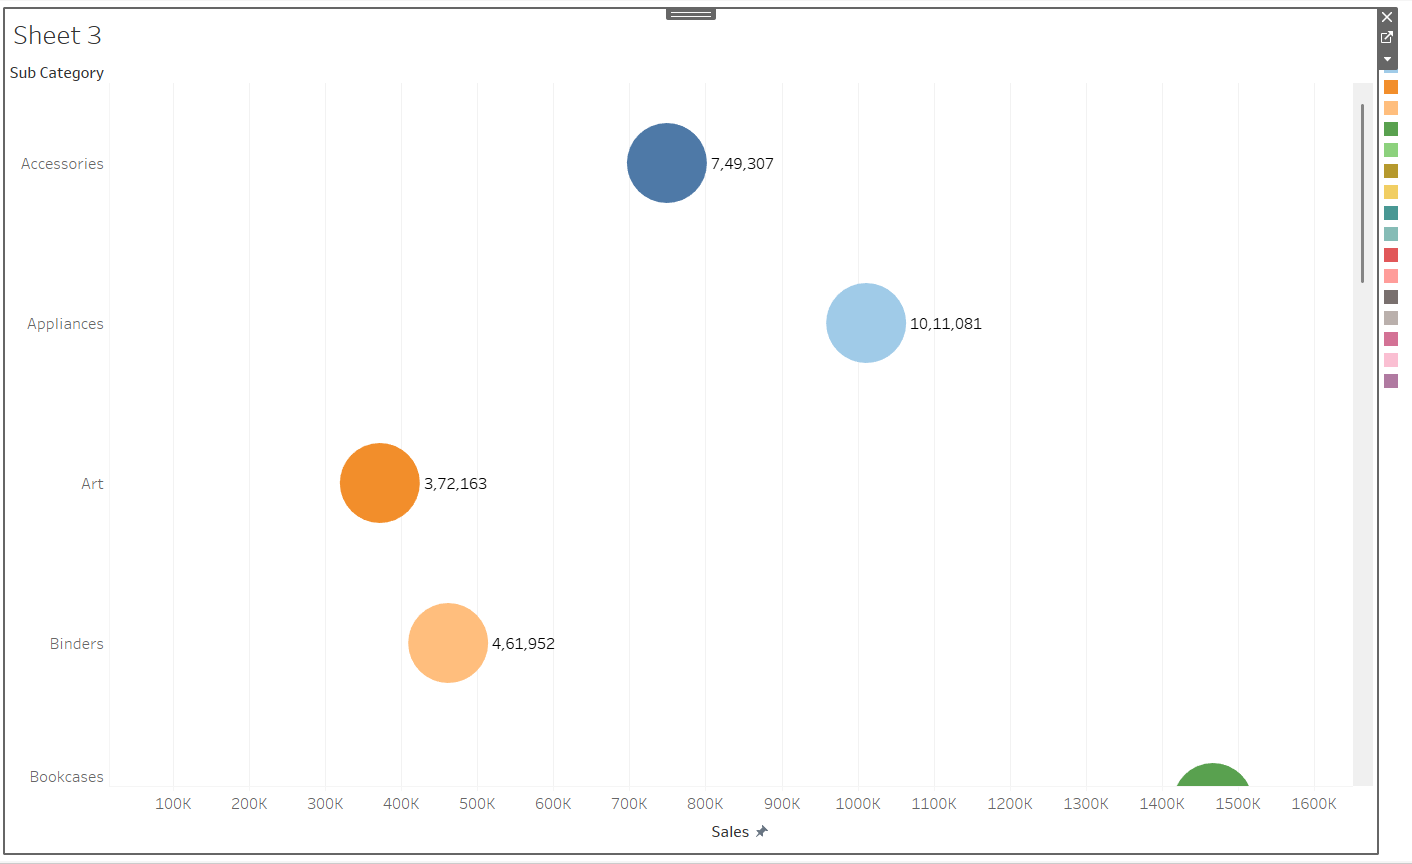 Sheet 3
Sub Category
Accessories
7,49,307
Appliances
10,11,081
Art
3,72,163
Binders
4,61,952
Bookcases
100K 200K 300K 400K 500K 600K 700K 800K 900K 1000K 1100K 1200K 1300K 1400K 1500K 1600K
Sales